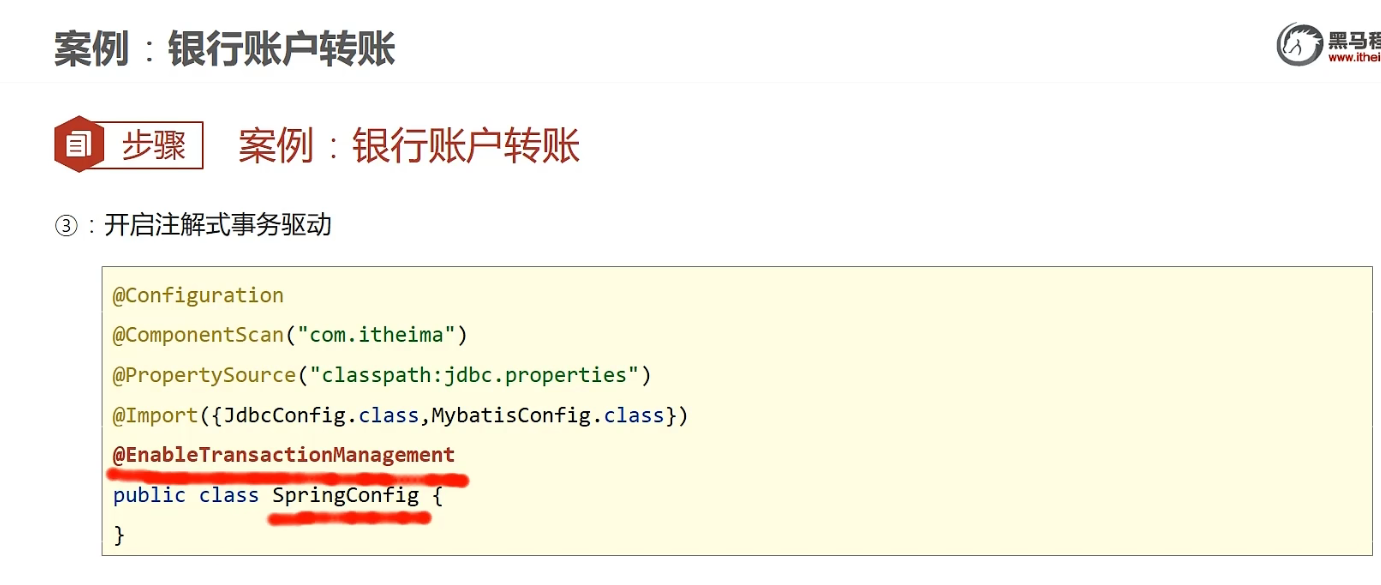 案例：银行账户转账
黑马程
www.ithei
步骤
案例：银行账户转账
③：开启注解式事务驱动
@Configuration
@ComponentScan("com.itheima")
@PropertySource("classpath:jdbc.properties")
@Import({JdbcConfig.class,MybatisConfig.class})
@EnableTransactionManagement
public class SpringConfig {
}